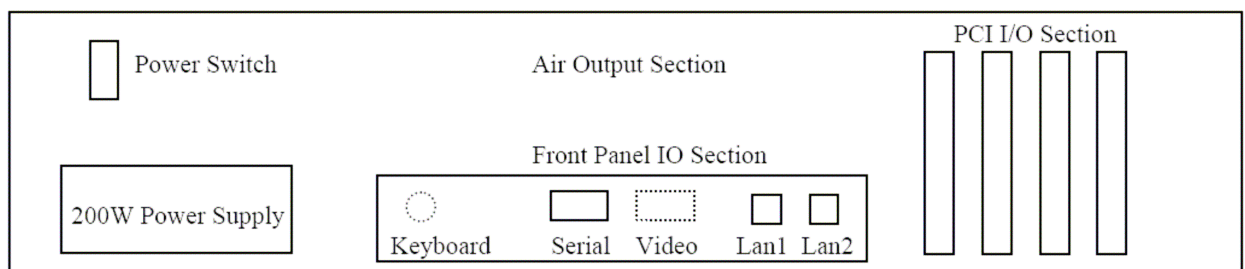 PCI I/O Section
Power Switch
Air Output Section
Front Panel IO Section
200W Power Supply
Keyboard
Serial
Video
Lan1
Lan2